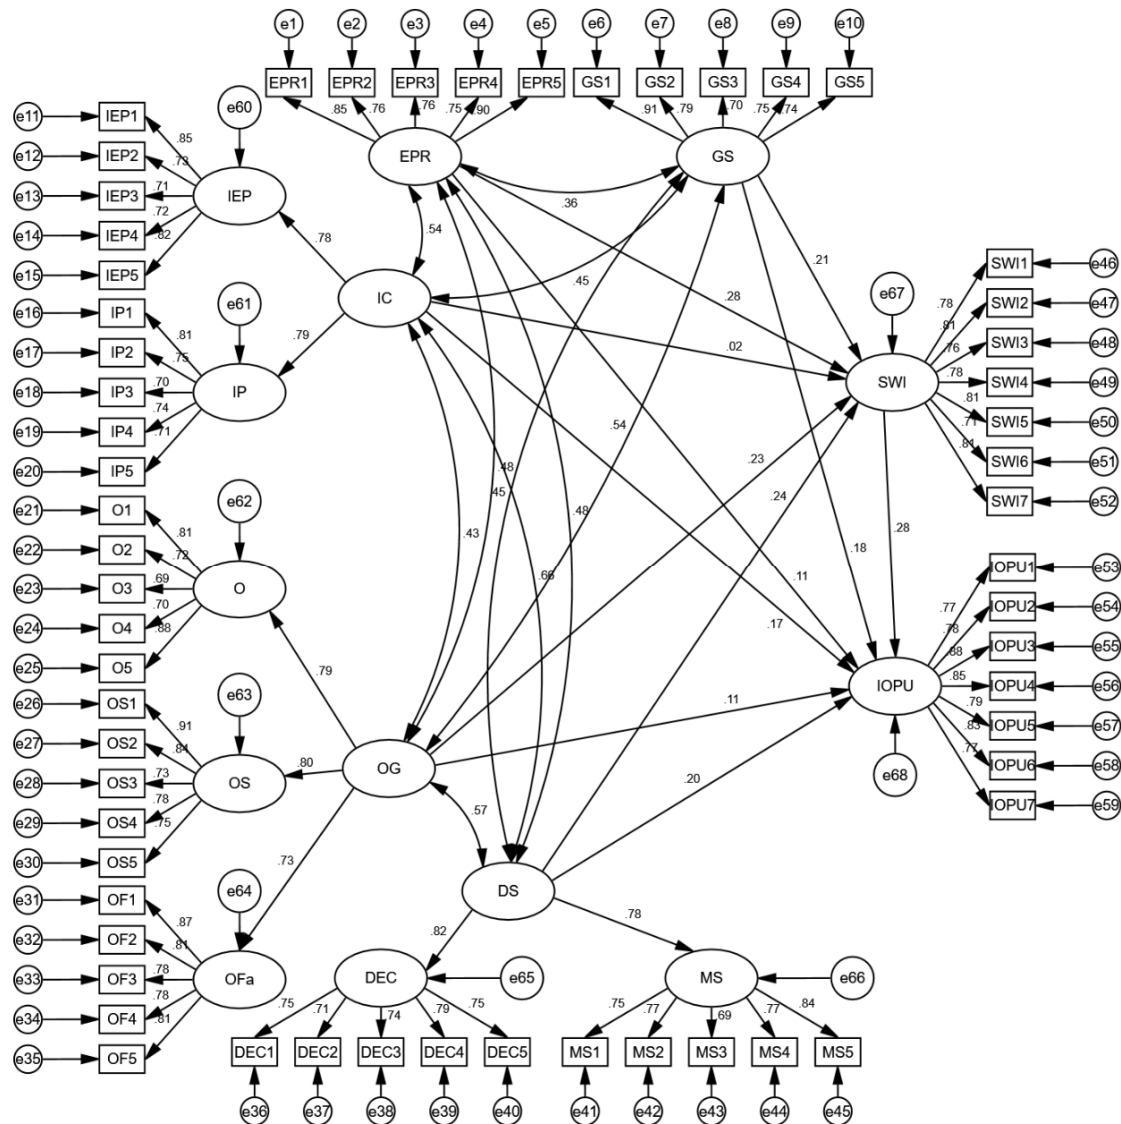 e1 e2 e3 e4 e5 e6 e7 e8 e9 e10
EPR1 EPR2 EPR3 EPR4 EPR5 GS1 GS2 GS3 GS4 GS5
.85 .76 .76 .75 .90 .91 .79 .70 .75 .74
EPR GS
e11 IEP1 e60
.85
e12 IEP2
.73
e13 IEP3 .71 IEP
.72
e14 IEP4
.82
e15 IEP5
.78 .54 .36 .45 .21 .28 .02
IC
e16 IP1 e61
.81 .79
e17 IP2
.75
e18 IP3 .70 IP
.74
e19 IP4
.71
e20 IP5
e67 SWI1 e46
.78
SWI2 e47
.81
SWI3 e48
.76
SWI SWI4 e49
.78
.81
SWI5 e50
.71
SWI6 e51
.81
SWI7 e52
.54 .23 .24 .48 .45 .48 .43 .66 .28 .18 .11 .17
e21 O1 e62
.81
e22 O2
.72
e23 O3 .69 O
.70
e24 O4
.88
e25 O5
.79
IOPU1 e53
.77
IOPU2 e54
.78
IOPU3 e55
.88
IOPU IOPU4 e56
.85
.79
IOPU5 e57
.83
IOPU6 e58
.77
IOPU7 e59
e68
e26 OS1 e63
.91
e27 OS2
.84
e28 OS3 .73 OS .80 OG .11
.78
e29 OS4
.75
e30 OS5
.57 .20 .73
e31 OF1 e64
.87
e32 OF2
.81
e33 OF3 .78 OFa
.78
e34 OF4
.81
e35 OF5
DS
.82 .78
DEC e65 MS e66
.75 .71 .74 .79 .75 .75 .77 .69 .77 .84
DEC1 DEC2 DEC3 DEC4 DEC5 MS1 MS2 MS3 MS4 MS5
e36 e37 e38 e39 e40 e41 e42 e43 e44 e45